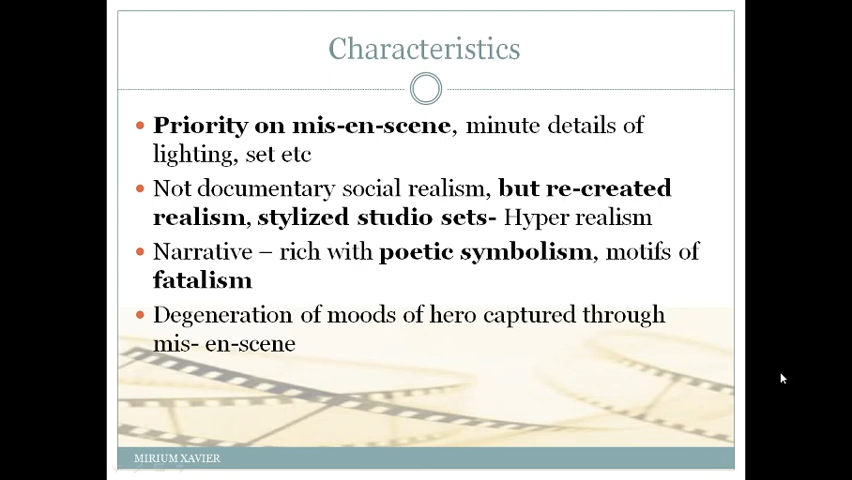 Characteristics
Priority on mis-en-scene, minute details of
lighting, set etc
Not documentary social realism, but re-created
realism, stylized studio sets- Hyper realism
Narrative – rich with poetic symbolism, motifs of
fatalism
Degeneration of moods of hero captured through
mis- en-scene
MIRIUM XAVIER